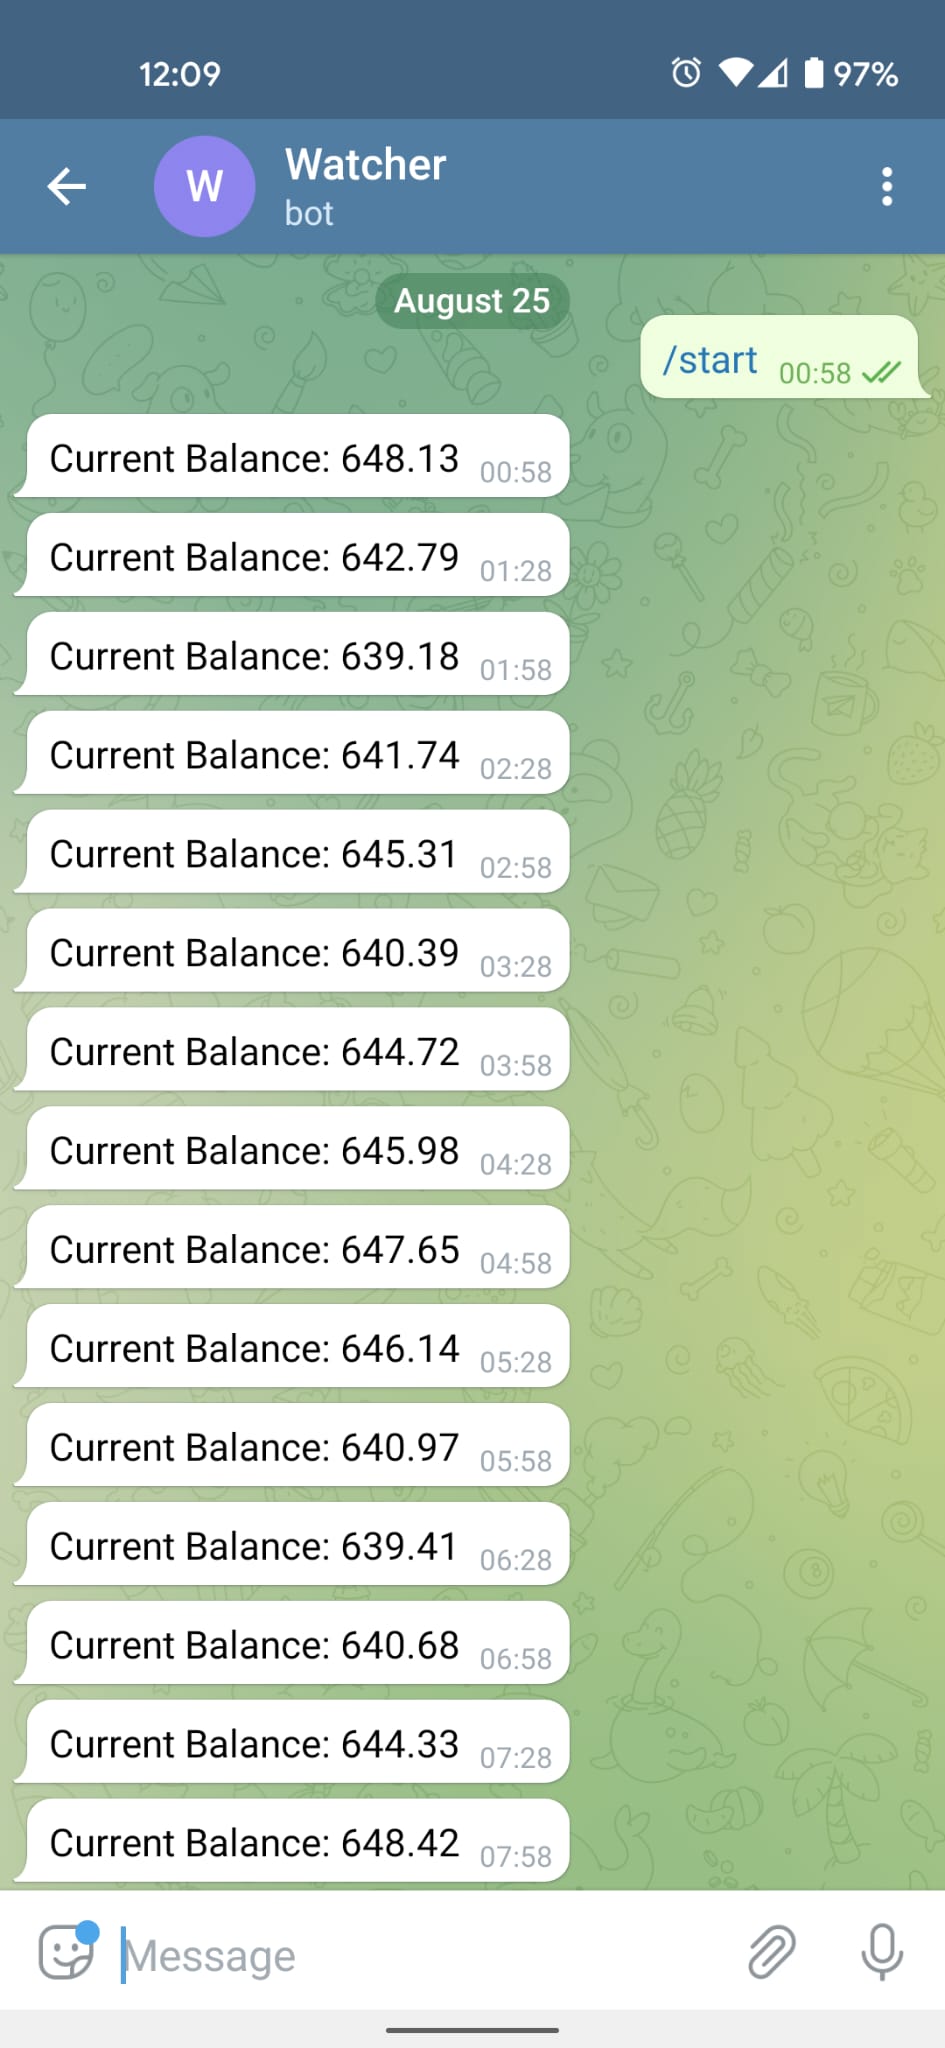 12:09 97%
W
Watcher
bot
August 25
/start 00:58
Current Balance: 648.13 00:58
Current Balance: 642.79 01:28
Current Balance: 639.18 01:58
Current Balance: 641.74 02:28
Current Balance: 645.31 02:58
Current Balance: 640.39 03:28
Current Balance: 644.72 03:58
Current Balance: 645.98 04:28
Current Balance: 647.65 04:58
Current Balance: 646.14 05:28
Current Balance: 640.97 05:58
Current Balance: 639.41 06:28
Current Balance: 640.68 06:58
Current Balance: 644.33 07:28
Current Balance: 648.42 07:58
Message